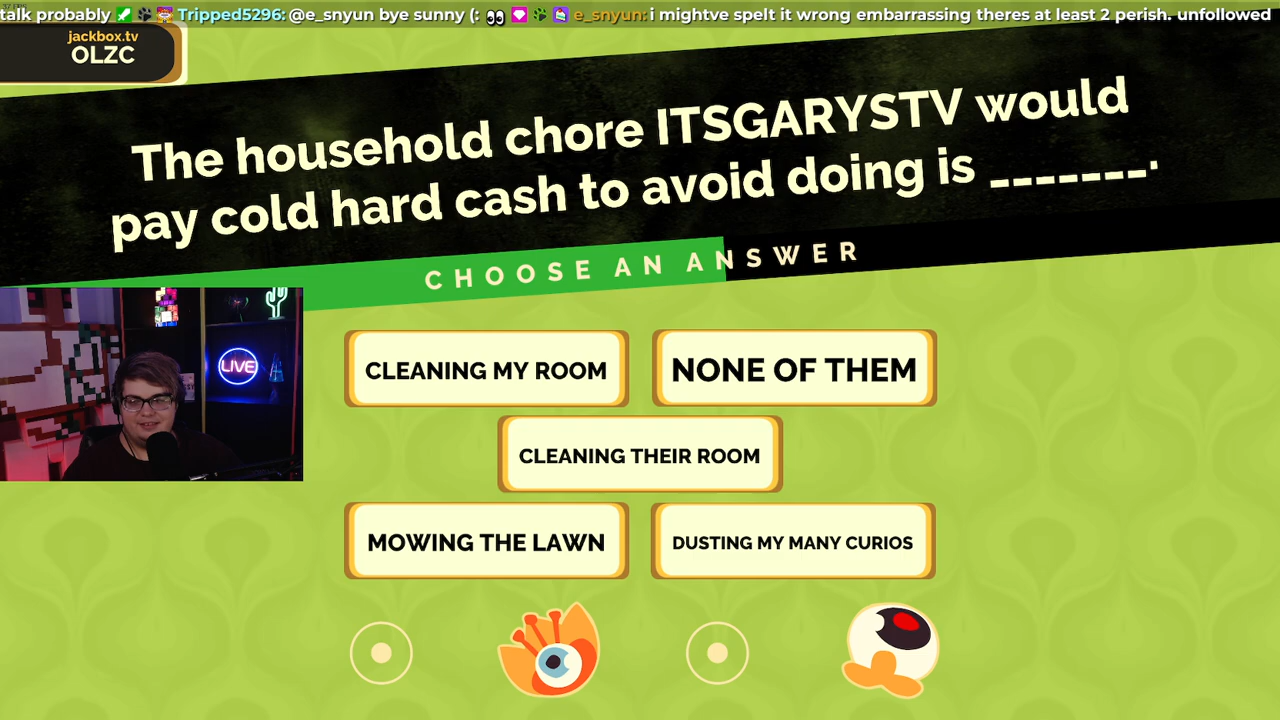 talk probably Tripped5296: @e_snyun bye sunny (: e_snyun: i mightve spelt it wrong embarrassing theres at least 2 perish. unfollowed
jackbox.tv
OLZC
The household chore ITSGARYSTV would
pay cold hard cash to avoid doing is _______.
CHOOSE AN ANSWER
LIVE
CLEANING MY ROOM
NONE OF THEM
CLEANING THEIR ROOM
MOWING THE LAWN
DUSTING MY MANY CURIOS